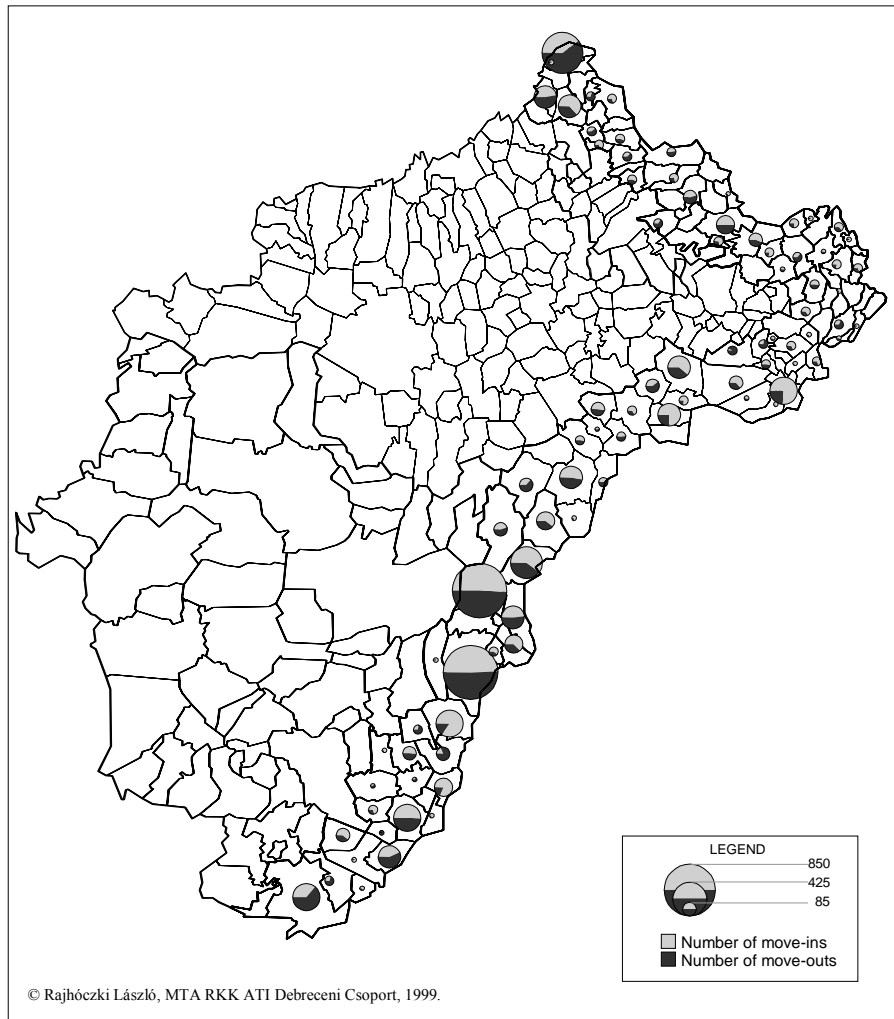 LEGEND
850
425
85
Number of move-ins
Number of move-outs
© Rajhóczki László, MTA RKK ATI Debreceni Csoport, 1999.